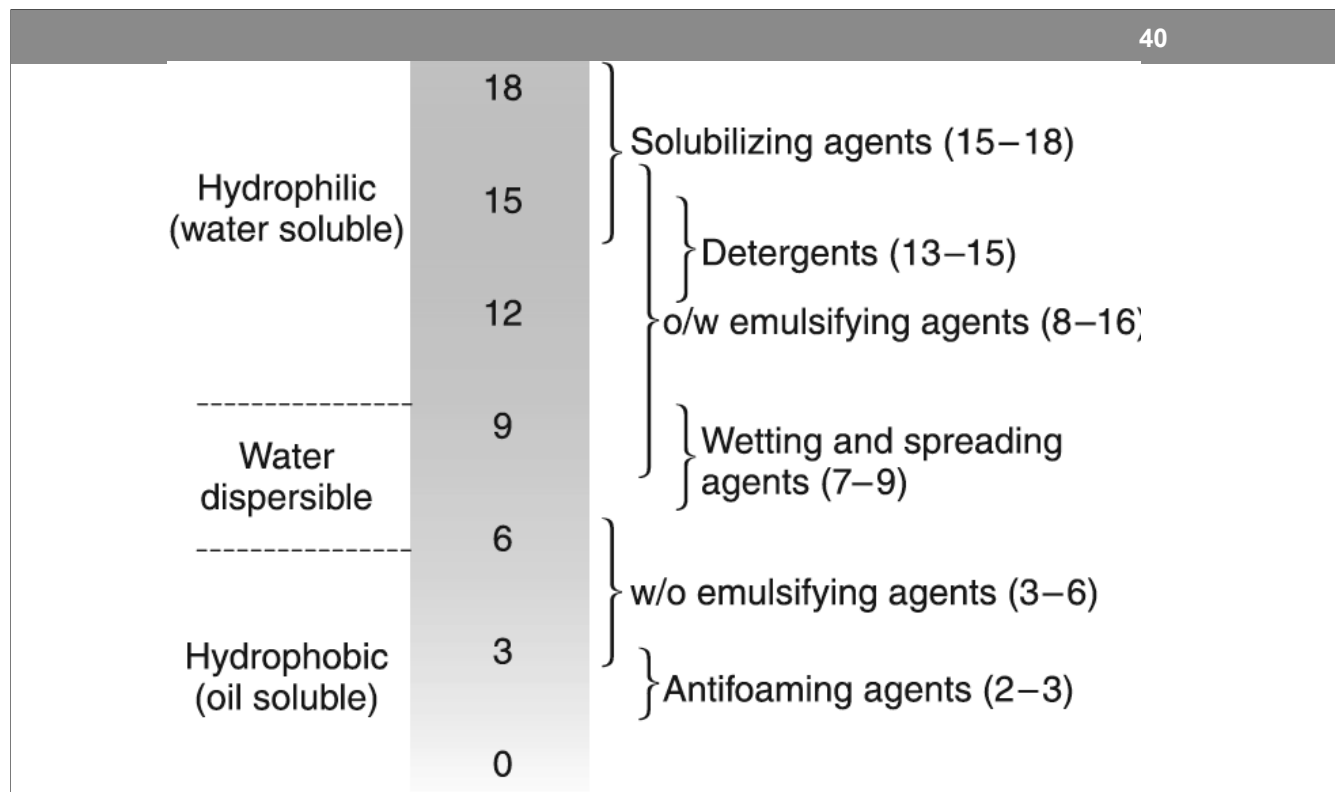 40
18
Solubilizing agents (15–18)
Hydrophilic
(water soluble)
15
Detergents (13–15)
12
o/w emulsifying agents (8–16)
9
Wetting and spreading
agents (7–9)
Water
dispersible
6
w/o emulsifying agents (3–6)
3
Hydrophobic
(oil soluble)
Antifoaming agents (2–3)
0